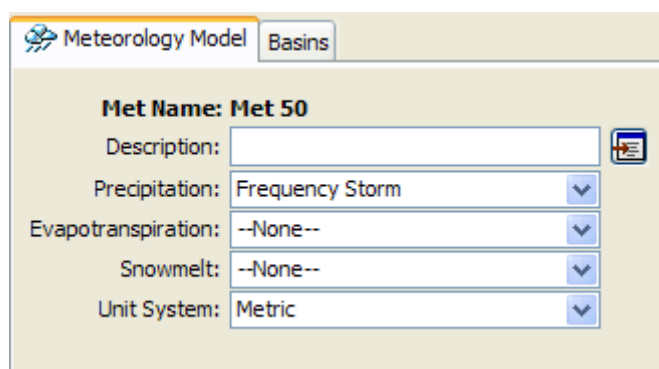 Meteorology Model Basins
Met Name: Met 50
Description:
Precipitation: Frequency Storm
Evapotranspiration: --None--
Snowmelt: --None--
Unit System: Metric